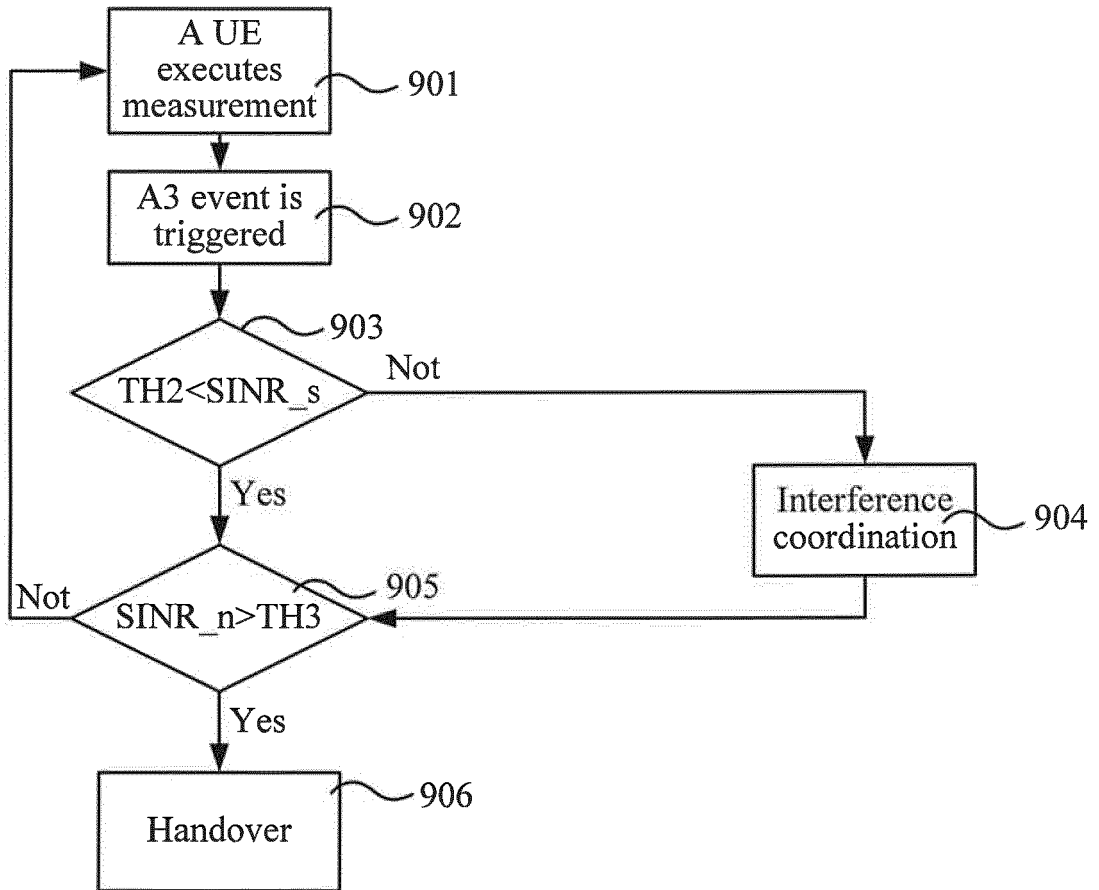 A UE
executes
measurement
901
A3 event is
triggered
902
903
TH2<SINR_s
Not
Yes
Interference
coordination
904
905
Not
SINR_n>TH3
Yes
906
Handover